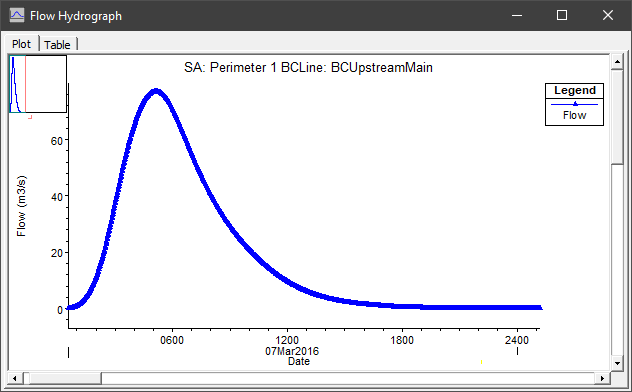 Flow Hydrograph
Plot Table
SA: Perimeter 1 BCLine: BCUpstreamMain
Legend
Flow
60
40
20
0
Flow (m3/s)
0600 1200 1800 2400
07Mar2016
Date